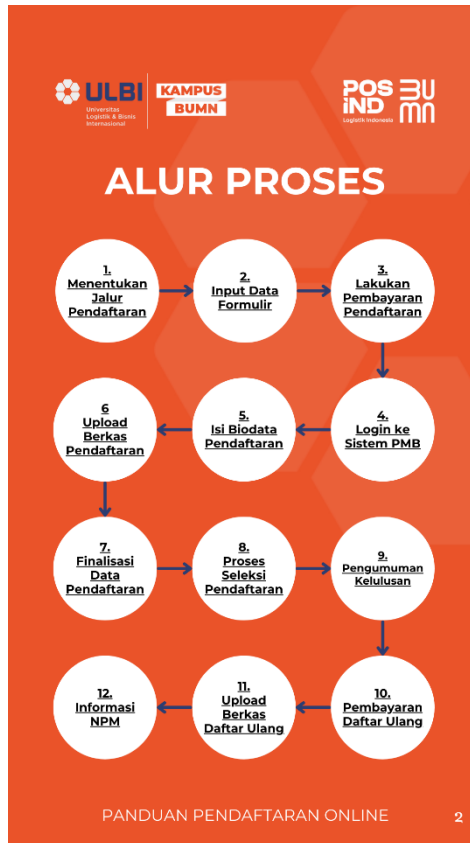 ULBI
Universitas
Logistik & Bisnis
Internasional
KAMPUS
BUMN
POS
IND
Logistik Indonesia
BUMN
ALUR PROSES
1.
Menentukan
Jalur
Pendaftaran
2.
Input Data
Formulir
3.
Lakukan
Pembayaran
Pendaftaran
4.
Login ke
Sistem PMB
5.
Isi Biodata
Pendaftaran
6
Upload
Berkas
Pendaftaran
7.
Finalisasi
Data
Pendaftaran
8.
Proses
Seleksi
Pendaftaran
9.
Pengumuman
Kelulusan
10.
Pembayaran
Daftar Ulang
11.
Upload
Berkas
Daftar Ulang
12.
Informasi
NPM
PANDUAN PENDAFTARAN ONLINE
2